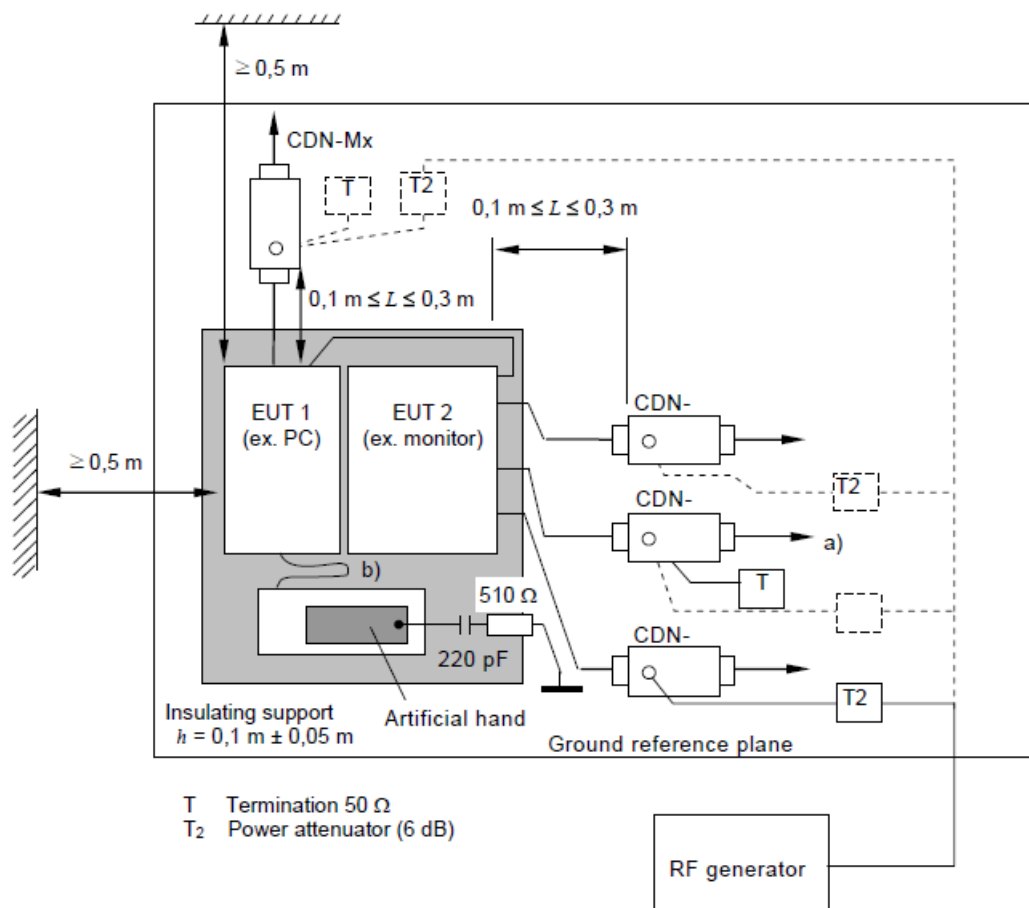 ≥ 0,5 m
CDN-Mx
T
T2
0,1 m ≤ L ≤ 0,3 m
0,1 m ≤ L ≤ 0,3 m
EUT 1
(ex. PC)
EUT 2
(ex. monitor)
CDN-
≥ 0,5 m
T2
CDN-
a)
b)
T
510 Ω
CDN-
220 pF
T2
Insulating support
h = 0,1 m ± 0,05 m
Artificial hand
Ground reference plane
T Termination 50 Ω
T2 Power attenuator (6 dB)
RF generator